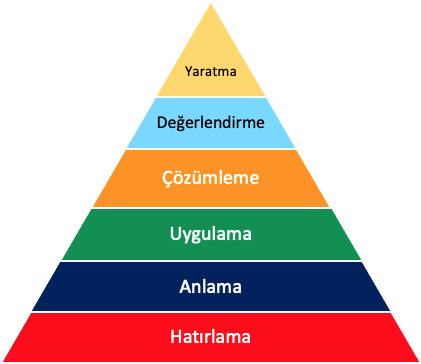 Yaratma
Değerlendirme
Çözümleme
Uygulama
Anlama
Hatırlama